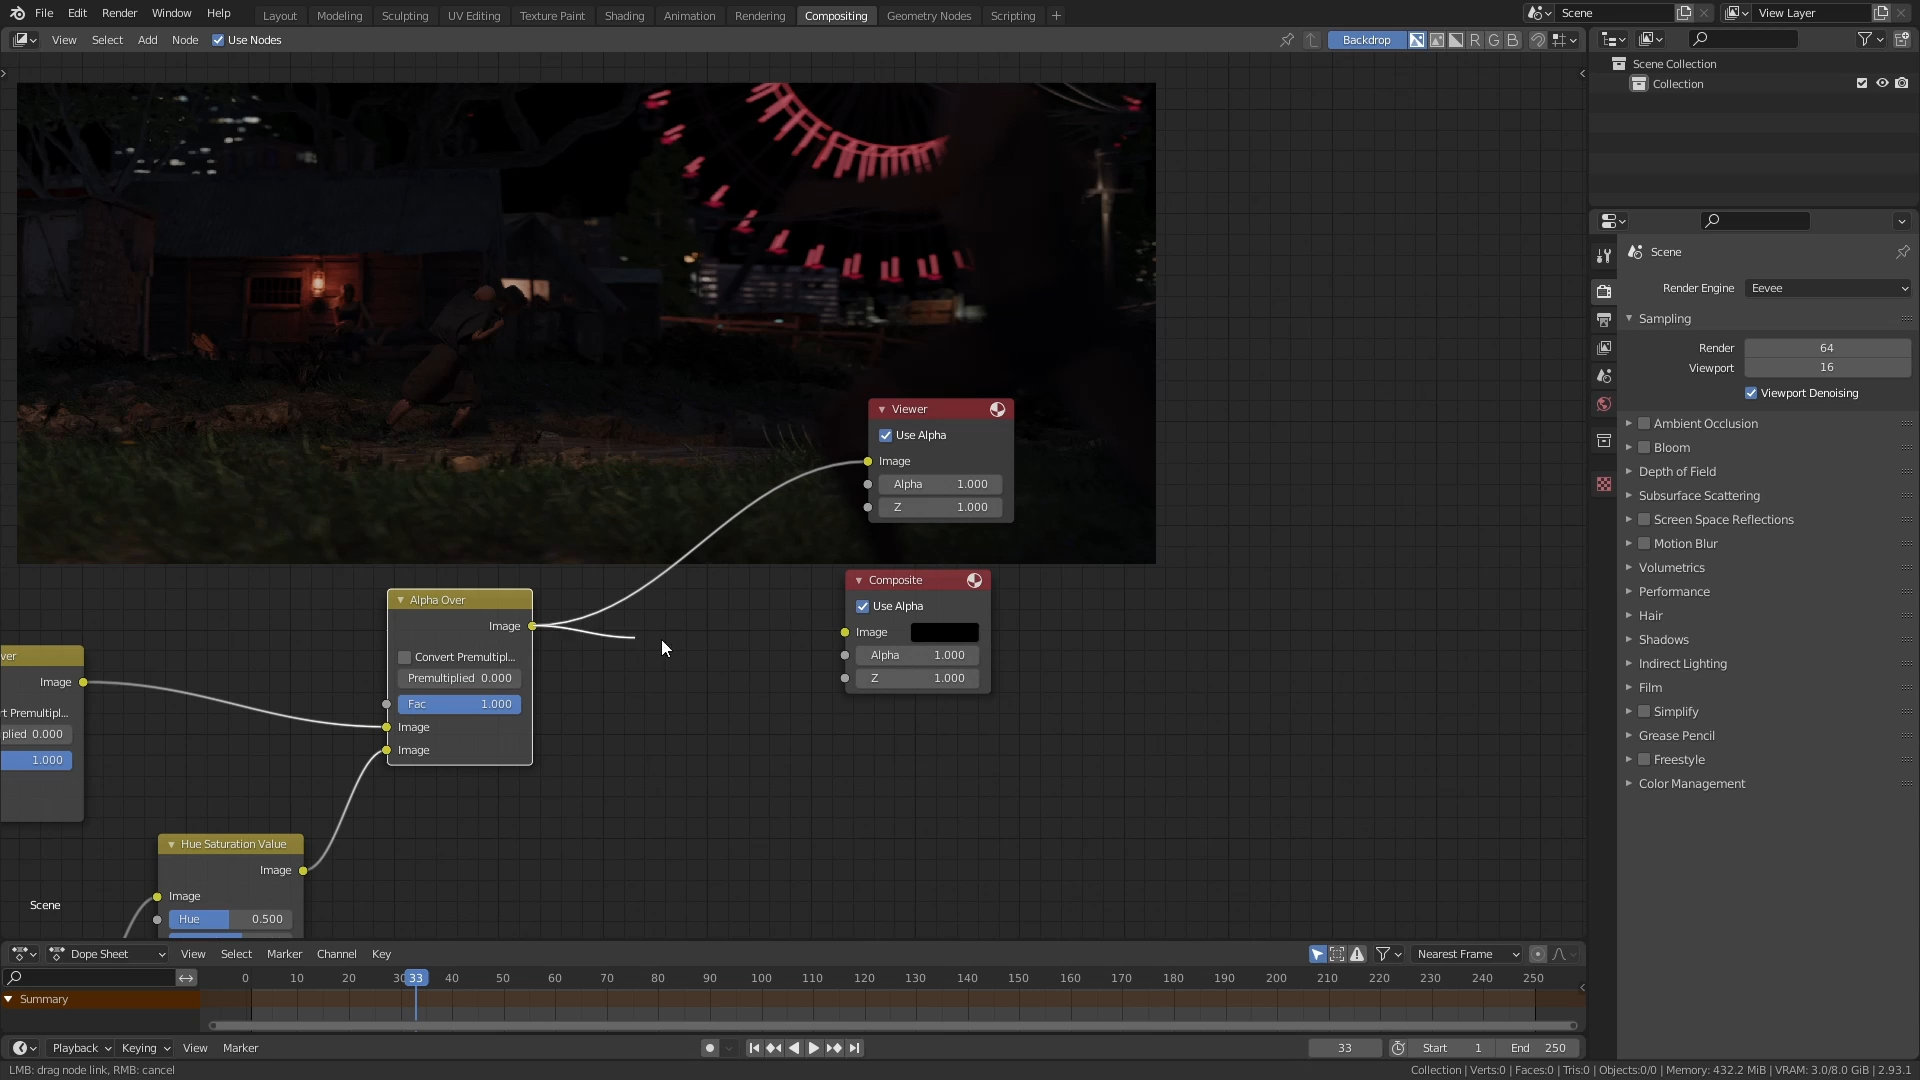 File Edit Render Window Help Layout Modeling Sculpting UV Editing Texture Paint Shading Animation Rendering Compositing Geometry Nodes Scripting + Scene View Layer
View Select Add Node Use Nodes Backdrop R G B
Scene Collection
Collection
Scene
Render Engine Eevee
Sampling
Render 64
Viewport 16
Viewport Denoising
Ambient Occlusion
Bloom
Depth of Field
Subsurface Scattering
Screen Space Reflections
Motion Blur
Volumetrics
Performance
Hair
Shadows
Indirect Lighting
Film
Simplify
Grease Pencil
Freestyle
Color Management
Viewer
Use Alpha
Image
Alpha 1.000
Z 1.000
Composite
Use Alpha
Image
Alpha 1.000
Z 1.000
Alpha Over
Image
Convert Premultipl...
Premultiplied 0.000
Fac 1.000
Image
Image
ver
Image
rt Premultipl...
plied 0.000
1.000
Hue Saturation Value
Image
Image
Hue 0.500
Scene
Dope Sheet View Select Marker Channel Key Nearest Frame
0 10 20 30 33 40 50 60 70 80 90 100 110 120 130 140 150 160 170 180 190 200 210 220 230 240 250
Summary
Playback Keying View Marker 33 Start 1 End 250
LMB: drag node link, RMB: cancel Collection | Verts:0 | Faces:0 | Tris:0 | Objects:0/0 | Memory: 432.2 MiB | VRAM: 3.0/8.0 GiB | 2.93.1